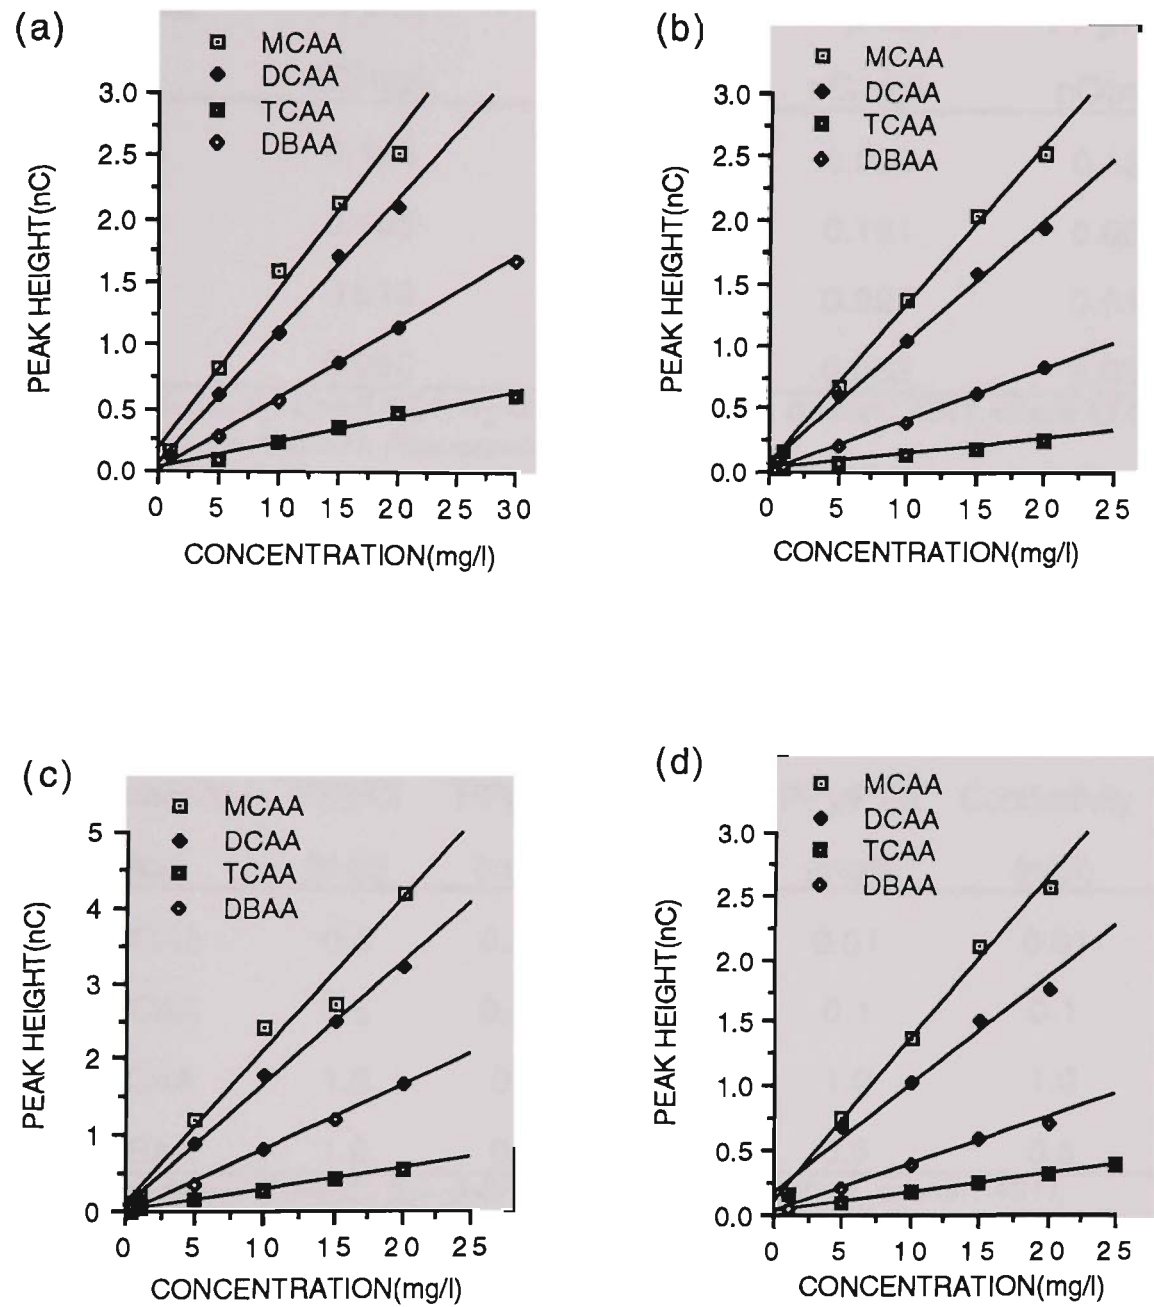 (a)
MCAA
DCAA
TCAA
DBAA
3.0
2.5
2.0
1.5
1.0
0.5
0.0
0 5 10 15 20 25 30
PEAK HEIGHT(nC)
CONCENTRATION(mg/l)
(b)
MCAA
DCAA
TCAA
DBAA
3.0
2.5
2.0
1.5
1.0
0.5
0.0
0 5 10 15 20 25
PEAK HEIGHT(nC)
CONCENTRATION(mg/l)
(c)
MCAA
DCAA
TCAA
DBAA
5
4
3
2
1
0
0 5 10 15 20 25
PEAK HEIGHT(nC)
CONCENTRATION(mg/l)
(d)
MCAA
DCAA
TCAA
DBAA
3.0
2.5
2.0
1.5
1.0
0.5
0.0
0 5 10 15 20 25
PEAK HEIGHT(nC)
CONCENTRATION(mg/l)